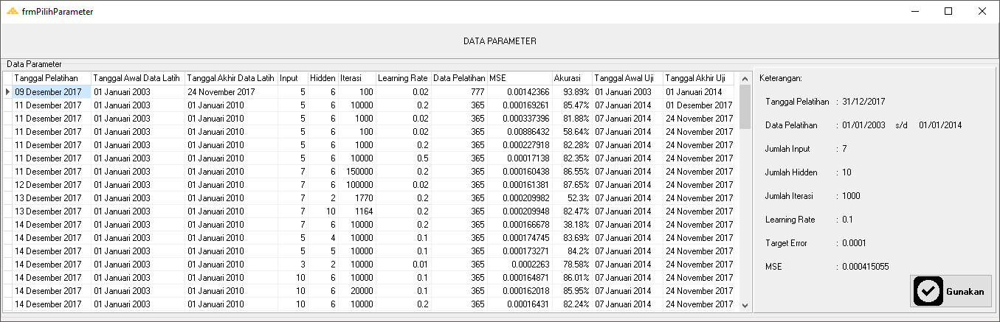 frmPilihParameter
DATA PARAMETER
Data Parameter
Tanggal Pelatihan Tanggal Awal Data Latih Tanggal Akhir Data Latih Input Hidden Iterasi Learning Rate Data Pelatihan MSE Akurasi Tanggal Awal Uji Tanggal Akhir Uji
09 Desember 2017 01 Januari 2003 24 November 2017 5 6 100 0.02 777 0.00142366 93.89% 01 Januari 2003 01 Januari 2014
11 Desember 2017 01 Januari 2003 01 Januari 2010 5 6 10000 0.2 365 0.000169261 85.47% 07 Januari 2014 01 Desember 2017
11 Desember 2017 01 Januari 2003 01 Januari 2010 5 6 1000 0.02 365 0.000337396 81.88% 07 Januari 2014 24 November 2017
11 Desember 2017 01 Januari 2003 01 Januari 2010 5 6 100 0.02 365 0.00886432 58.64% 07 Januari 2014 24 November 2017
11 Desember 2017 01 Januari 2003 01 Januari 2010 5 6 1000 0.2 365 0.000227918 82.28% 07 Januari 2014 24 November 2017
11 Desember 2017 01 Januari 2003 01 Januari 2010 5 6 10000 0.5 365 0.00017138 82.35% 07 Januari 2014 24 November 2017
11 Desember 2017 01 Januari 2003 01 Januari 2010 7 6 150000 0.2 365 0.000160438 86.55% 07 Januari 2014 24 November 2017
12 Desember 2017 01 Januari 2003 01 Januari 2010 7 6 100000 0.02 365 0.000161381 87.65% 07 Januari 2014 24 November 2017
13 Desember 2017 01 Januari 2003 01 Januari 2010 7 2 1770 0.2 365 0.000209982 52.3% 07 Januari 2014 24 November 2017
13 Desember 2017 01 Januari 2003 01 Januari 2010 7 10 1164 0.2 365 0.000209948 82.47% 07 Januari 2014 24 November 2017
14 Desember 2017 01 Januari 2003 01 Januari 2010 7 6 10000 0.2 365 0.000166678 38.18% 07 Januari 2014 24 November 2017
14 Desember 2017 01 Januari 2003 01 Januari 2010 5 4 10000 0.1 365 0.000174745 83.69% 07 Januari 2014 24 November 2017
14 Desember 2017 01 Januari 2003 01 Januari 2010 5 5 10000 0.1 365 0.000173271 84.2% 07 Januari 2014 24 November 2017
14 Desember 2017 01 Januari 2003 01 Januari 2010 3 2 10000 0.01 365 0.0002263 78.58% 07 Januari 2014 24 November 2017
14 Desember 2017 01 Januari 2003 01 Januari 2010 10 6 10000 0.1 365 0.000164871 86.01% 07 Januari 2014 24 November 2017
14 Desember 2017 01 Januari 2003 01 Januari 2010 10 6 20000 0.1 365 0.000162018 85.95% 07 Januari 2014 24 November 2017
14 Desember 2017 01 Januari 2003 01 Januari 2010 10 6 10000 0.2 365 0.00016431 82.24% 07 Januari 2014 24 November 2017
Keterangan:
Tanggal Pelatihan : 31/12/2017
Data Pelatihan : 01/01/2003 s/d 01/01/2014
Jumlah Input : 7
Jumlah Hidden : 10
Jumlah Iterasi : 1000
Learning Rate : 0.1
Target Error : 0.0001
MSE : 0.000415055
Gunakan